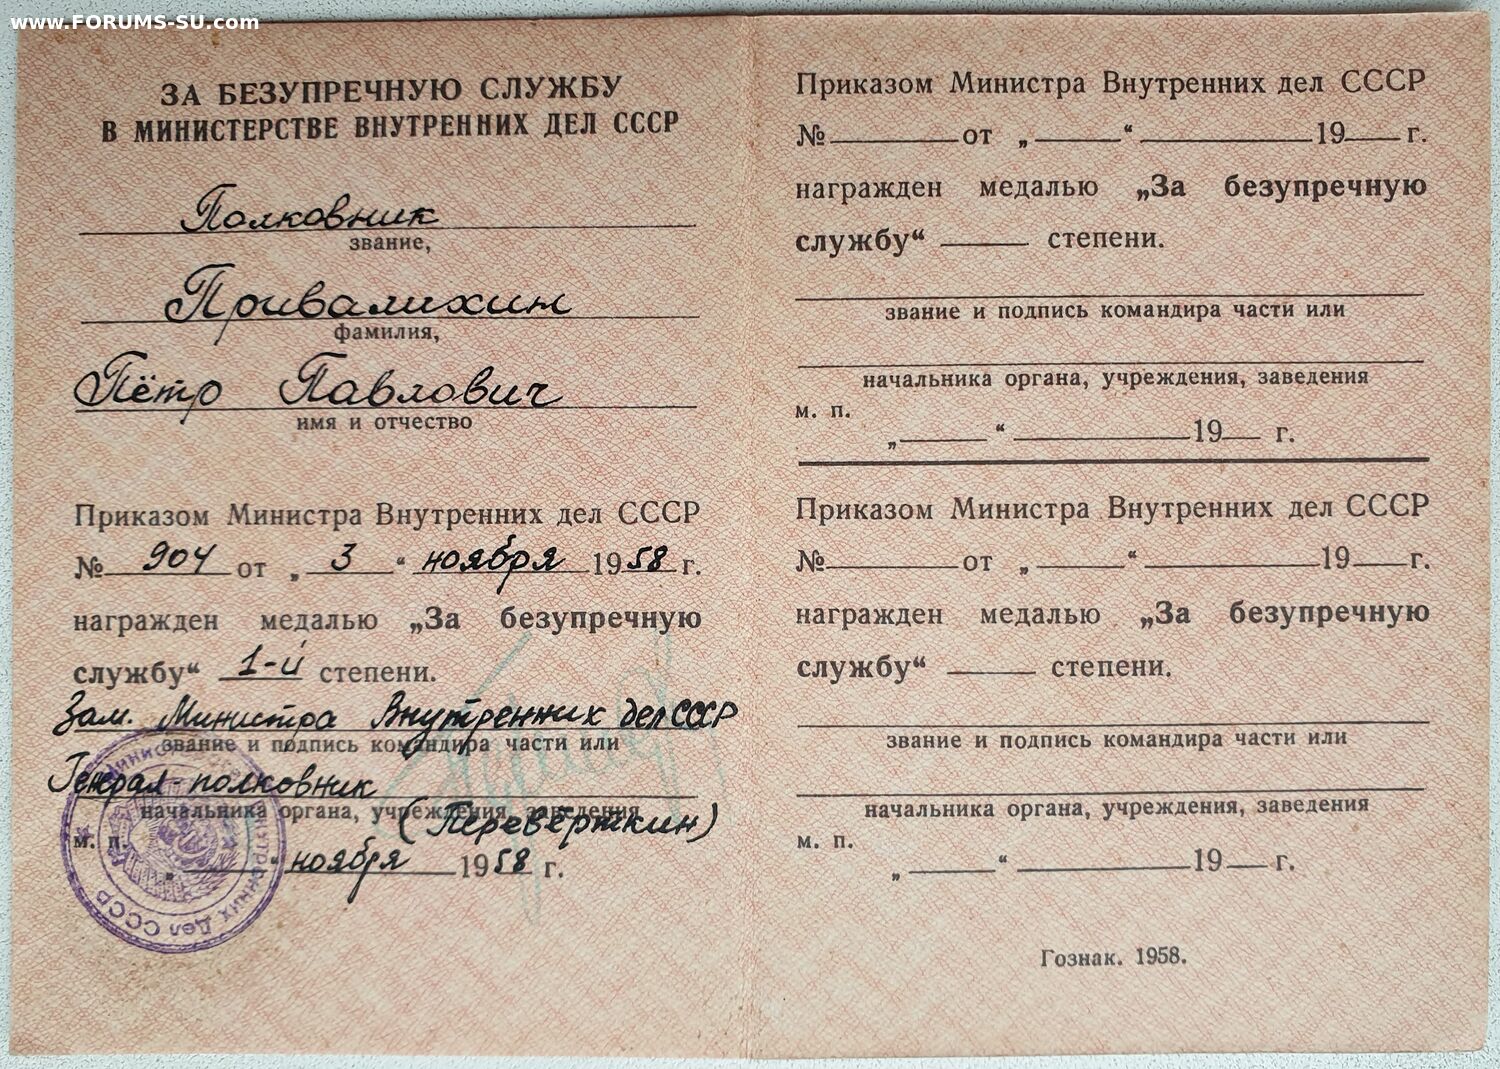 www.FORUMS-SU.com
ЗА БЕЗУПРЕЧНУЮ СЛУЖБУ
В МИНИСТЕРСТВЕ ВНУТРЕННИХ ДЕЛ СССР
Полковник
звание,
Привалихин
фамилия,
Пётр Павлович
имя и отчество
Приказом Министра Внутренних дел СССР
№ 904 от „ 3 “ ноября 1958 г.
награжден медалью „За безупречную
службу“ 1-й степени.
Зам. Министра Внутренних дел СССР
звание и подпись командира части или
Генерал-полковник
начальника органа, учреждения, заведения
(Перевёрткин)
м. п.
„ “ ноября 1958 г.
Внутренних Дел СССР
Приказом Министра Внутренних дел СССР
№ от „ “ 19 г.
награжден медалью „За безупречную
службу“ степени.
звание и подпись командира части или
начальника органа, учреждения, заведения
м. п.
„ “ 19 г.
Приказом Министра Внутренних дел СССР
№ от „ “ 19 г.
награжден медалью „За безупречную
службу“ степени.
звание и подпись командира части или
начальника органа, учреждения, заведения
м. п.
„ “ 19 г.
Гознак. 1958.